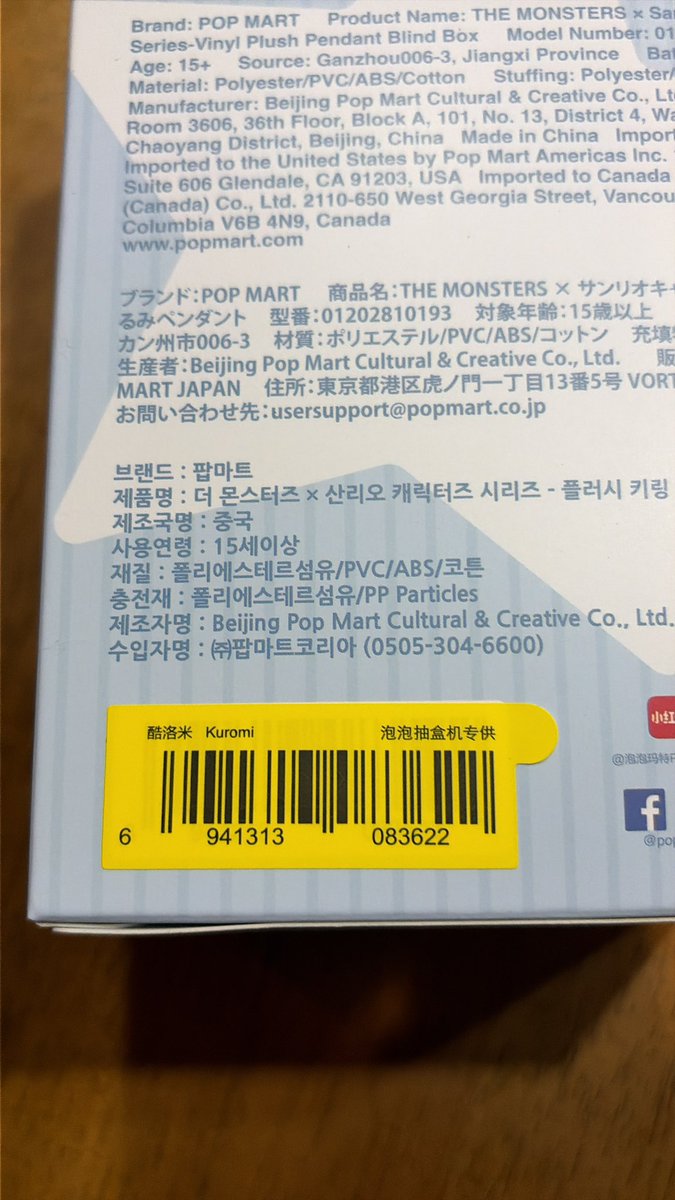 Brand: POP MART Product Name: THE MONSTERS × Sa
Series-Vinyl Plush Pendant Blind Box Model Number: 01
Age: 15+ Source: Ganzhou006-3, Jiangxi Province
Material: Polyester/PVC/ABS/Cotton Stuffing: Polyester/
Manufacturer: Beijing Pop Mart Cultural & Creative Co., Lt
Room 3606, 36th Floor, Block A, 101, No. 13, District 4, Wa
Chaoyang District, Beijing, China Made in China Import
Imported to the United States by Pop Mart Americas Inc.
Suite 606 Glendale, CA 91203, USA Imported to Canada
(Canada) Co., Ltd. 2110-650 West Georgia Street, Vancou
Columbia V6B 4N9, Canada
www.popmart.com
ブランド:POP MART 商品名:THE MONSTERS × サンリオキャ
るみペンダント 型番:01202810193 対象年齢:15歳以上
カン州市006-3 材質:ポリエステル/PVC/ABS/コットン 充填
生産者:Beijing Pop Mart Cultural & Creative Co., Ltd. 販
MART JAPAN 住所:東京都港区虎ノ門一丁目13番5号 VORT
お問い合わせ先:usersupport@popmart.co.jp
브랜드 : 팝마트
제품명 : 더 몬스터즈 × 산리오 캐릭터즈 시리즈 - 플러시 키링
제조국명 : 중국
사용연령 : 15세이상
재질 : 폴리에스테르섬유/PVC/ABS/코튼
충전재 : 폴리에스테르섬유/PP Particles
제조자명 : Beijing Pop Mart Cultural & Creative Co., Ltd.
수입자명 : ㈜팝마트코리아 (0505-304-6600)
酷洛米 Kuromi 泡泡抽盒机专供
6 941313 083622
小红
@泡泡玛特P
f
@pop